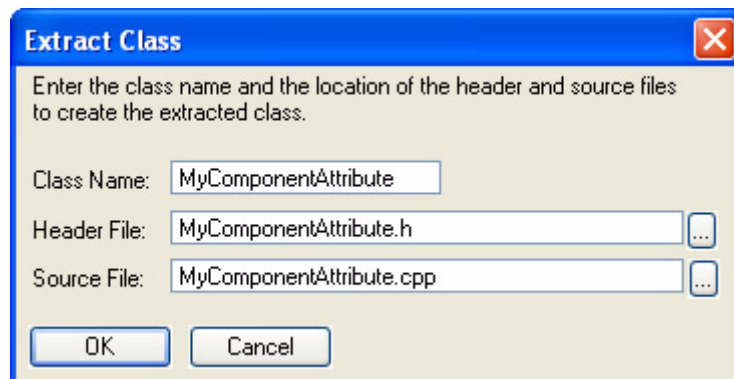 Extract Class
Enter the class name and the location of the header and source files
to create the extracted class.
Class Name: MyComponentAttribute
Header File: MyComponentAttribute.h ...
Source File: MyComponentAttribute.cpp ...
OK Cancel